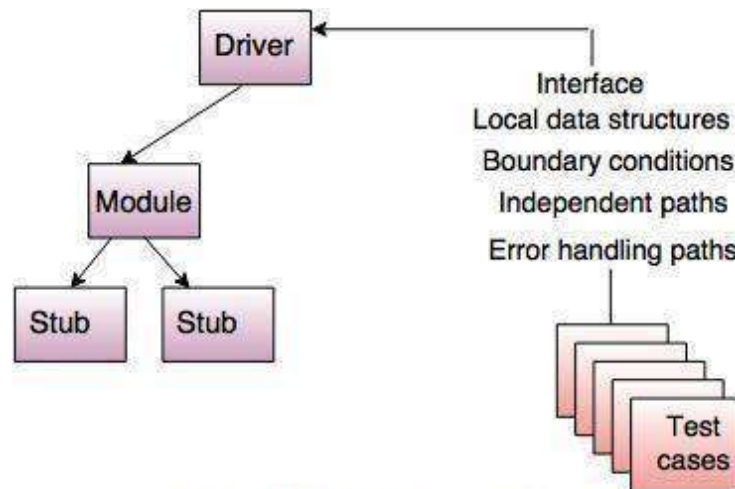 Driver
Interface
Local data structures
Boundary conditions
Module
Independent paths
Error handling paths
Stub
Stub
Test
cases